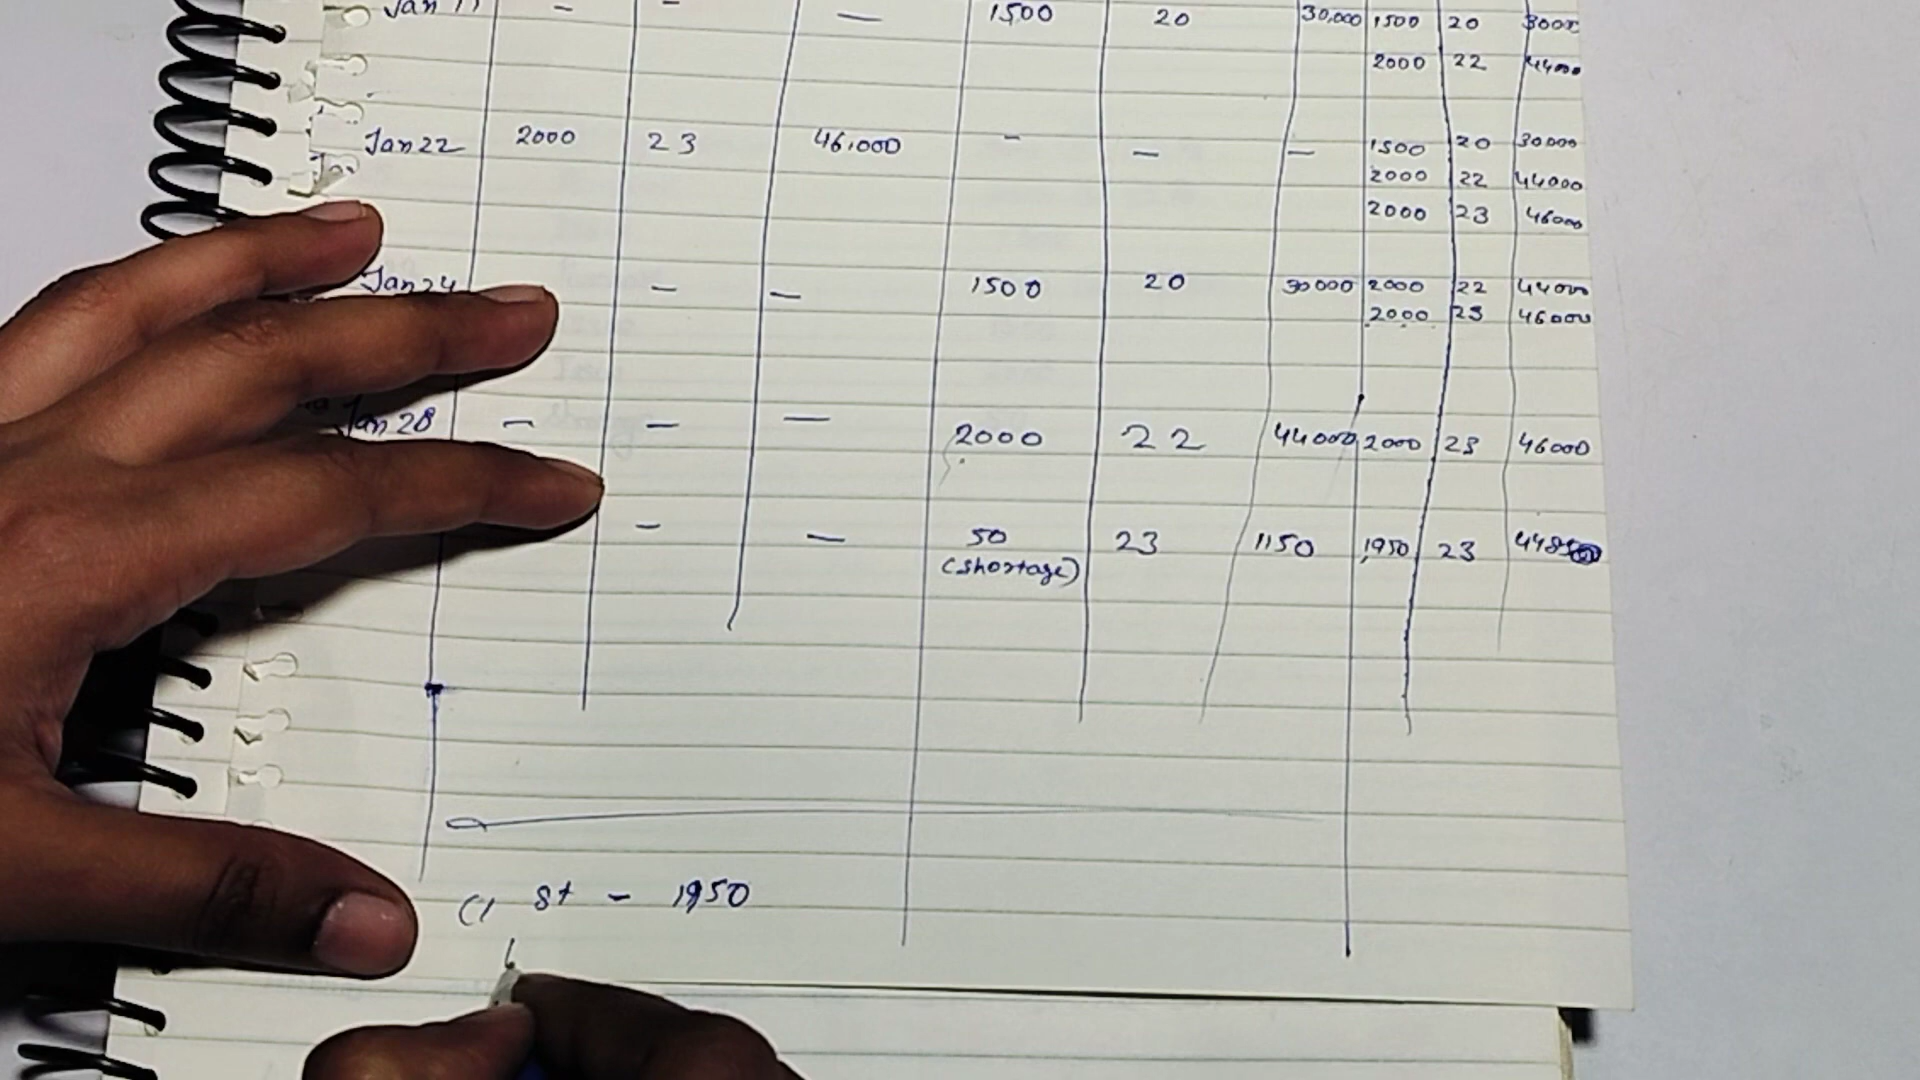 Jan 17 - - - 1500 20 30,000 1500 20 3000
2000 22 44000
Jan 22 2000 23 46,000 - - - 1500 20 30000
2000 22 44000
2000 23 46000
Jan 24 - - 1500 20 30000 2000 22 44000
2000 23 46000
Jan 28 - - - 2000 22 44000 2000 23 46000
- - 50 23 1150 1950 23
(shortage)
Cl St - 1950